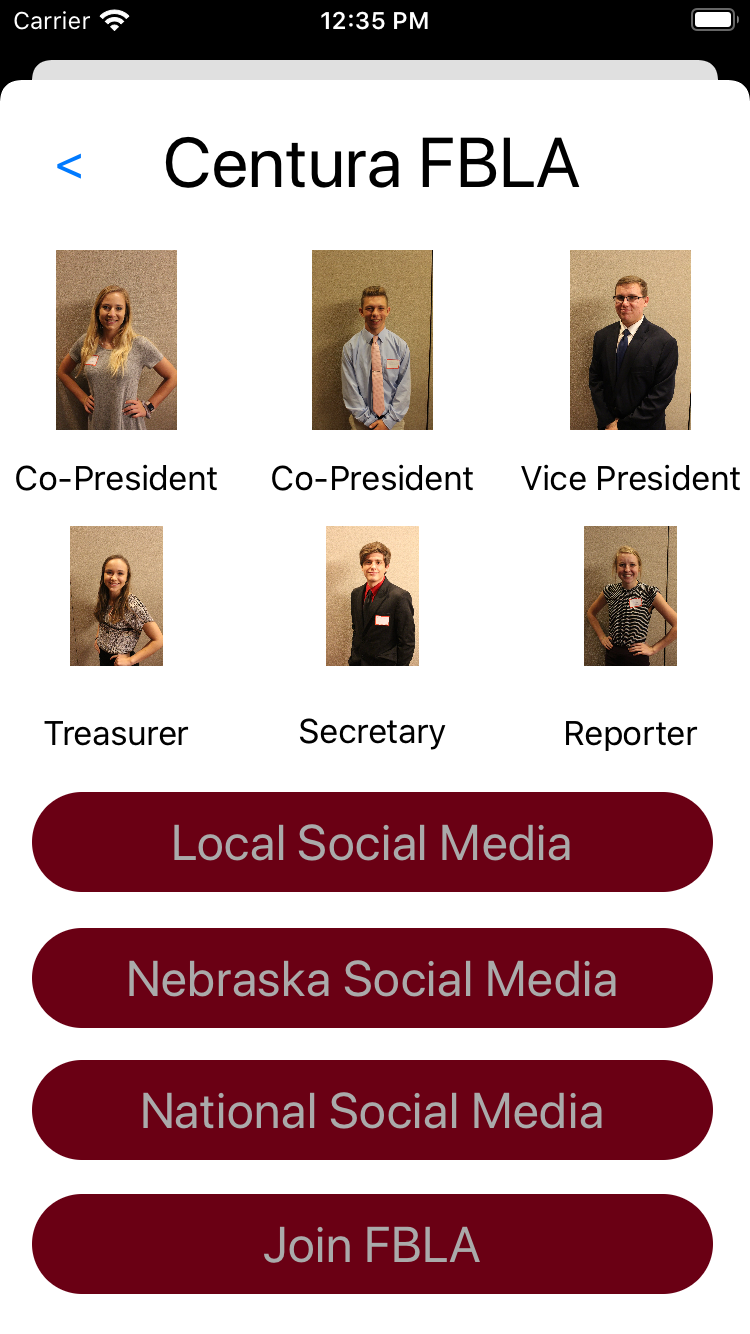 Carrier 12:35 PM
< Centura FBLA
Co-President Co-President Vice President
Treasurer Secretary Reporter
Local Social Media
Nebraska Social Media
National Social Media
Join FBLA